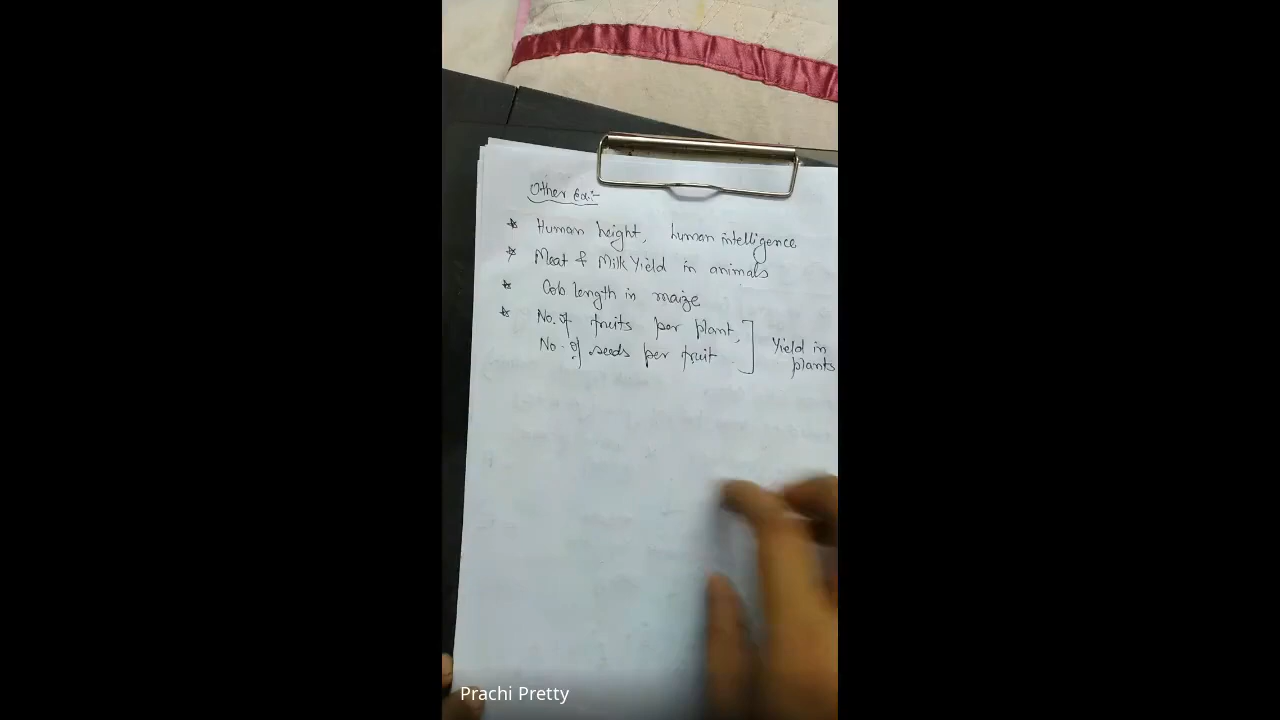 Other Ex:-
* Human height, human intelligence
* Meat & Milk Yield in animals
* Cob length in maize
* No. of fruits per plant,
No. of seeds per fruit
Yield in
plants
Prachi Pretty